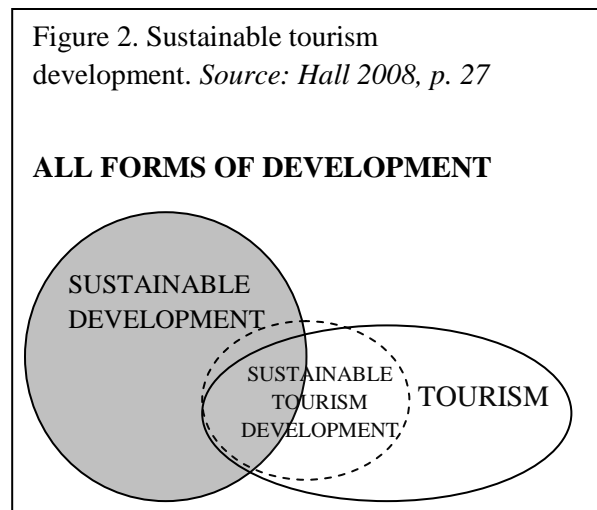 Figure 2. Sustainable tourism
development. Source: Hall 2008, p. 27
ALL FORMS OF DEVELOPMENT
SUSTAINABLE
DEVELOPMENT
SUSTAINABLE
TOURISM
DEVELOPMENT
TOURISM